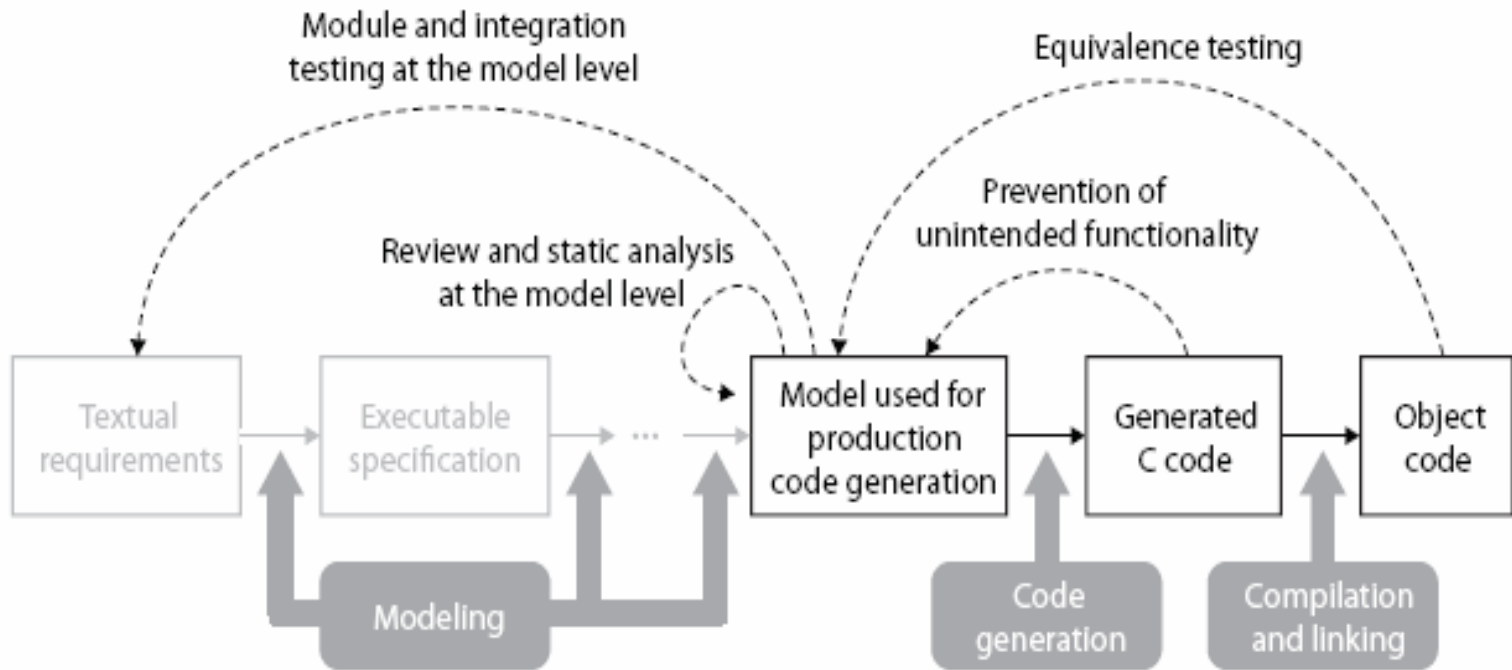 Module and integration
testing at the model level
Equivalence testing
Prevention of
unintended functionality
Review and static analysis
at the model level
Textual
requirements
Executable
specification
...
Model used for
production
code generation
Generated
C code
Object
code
Modeling
Code
generation
Compilation
and linking